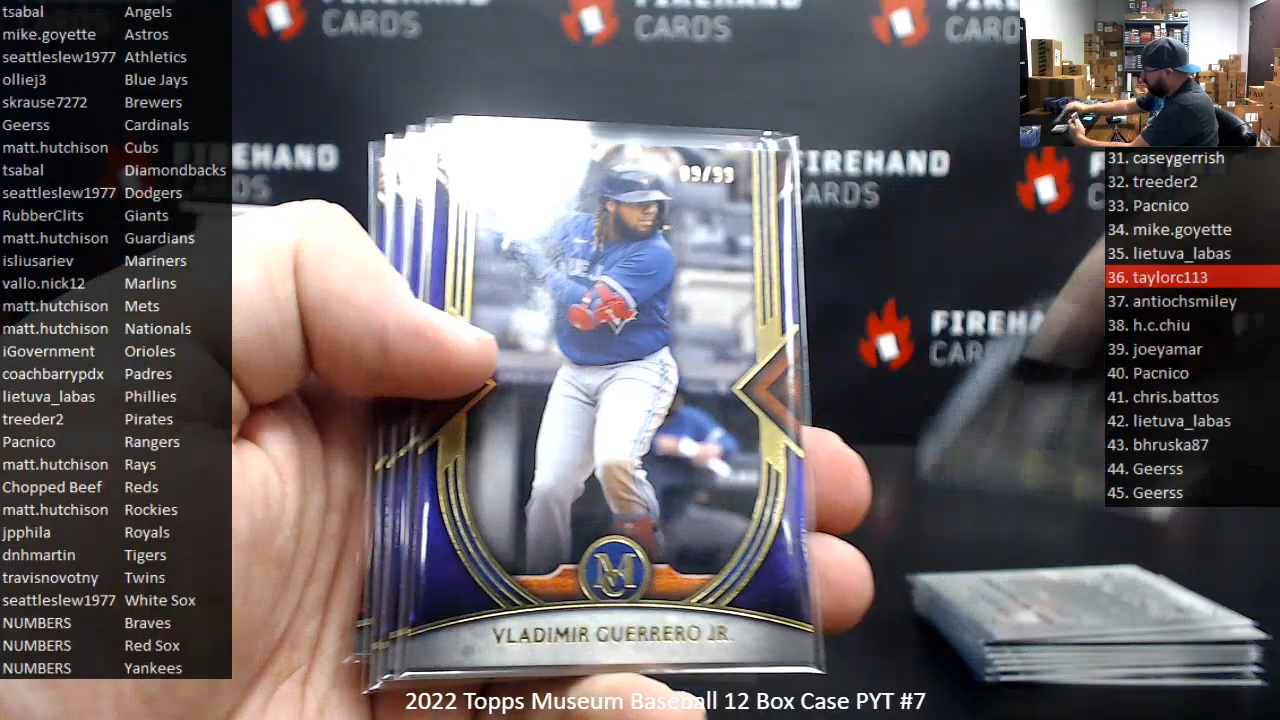 tsabal Angels
mike.goyette Astros
seattleslew1977 Athletics
olliej3 Blue Jays
skrause7272 Brewers
Geerss Cardinals
matt.hutchison Cubs
tsabal Diamondbacks
seattleslew1977 Dodgers
RubberClits Giants
matt.hutchison Guardians
isliusariev Mariners
vallo.nick12 Marlins
matt.hutchison Mets
matt.hutchison Nationals
iGovernment Orioles
coachbarrypdx Padres
lietuva_labas Phillies
treeder2 Pirates
Pacnico Rangers
matt.hutchison Rays
Chopped Beef Reds
matt.hutchison Rockies
jpphila Royals
dnhmartin Tigers
travisnovotny Twins
seattleslew1977 White Sox
NUMBERS Braves
NUMBERS Red Sox
NUMBERS Yankees
CARDS
CARDS
FIREHAND
FIREHAND
CARDS
FIREHA
CAR
M
VLADIMIR GUERRERO JR.
31. caseygerrish
32. treeder2
33. Pacnico
34. mike.goyette
35. lietuva_labas
36. taylorc113
37. antiochsmiley
38. h.c.chiu
39. joeyamar
40. Pacnico
41. chris.battos
42. lietuva_labas
43. bhruska87
44. Geerss
45. Geerss
2022 Topps Museum Baseball 12 Box Case PYT #7